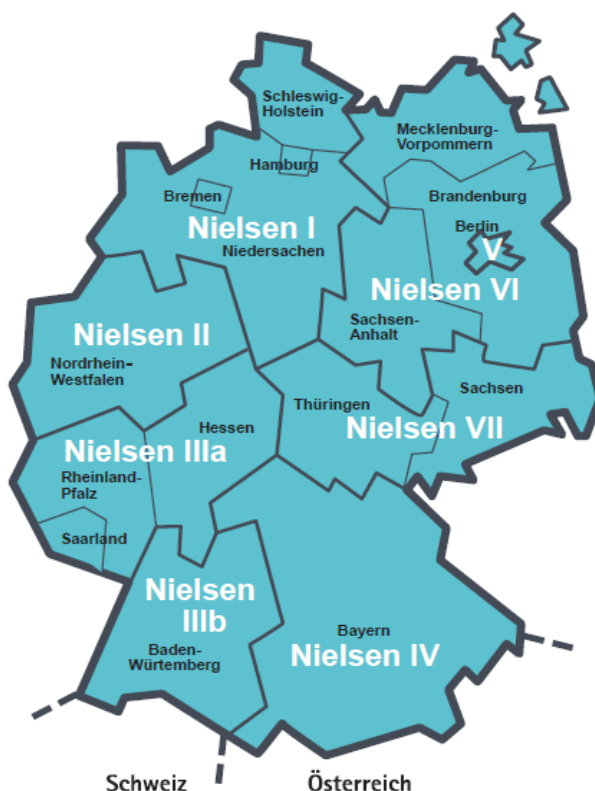 Schleswig-
Holstein
Mecklenburg-
Vorpommern
Hamburg
Bremen
Brandenburg
Nielsen I
Berlin
Niedersachen
V
Nielsen VI
Nielsen II
Sachsen-
Anhalt
Nordrhein-
Westfalen
Sachsen
Thüringen
Hessen
Nielsen VII
Nielsen IIIa
Rheinland-
Pfalz
Saarland
Nielsen
IIIb
Bayern
Baden-
Würtemberg
Nielsen IV
Schweiz
Österreich